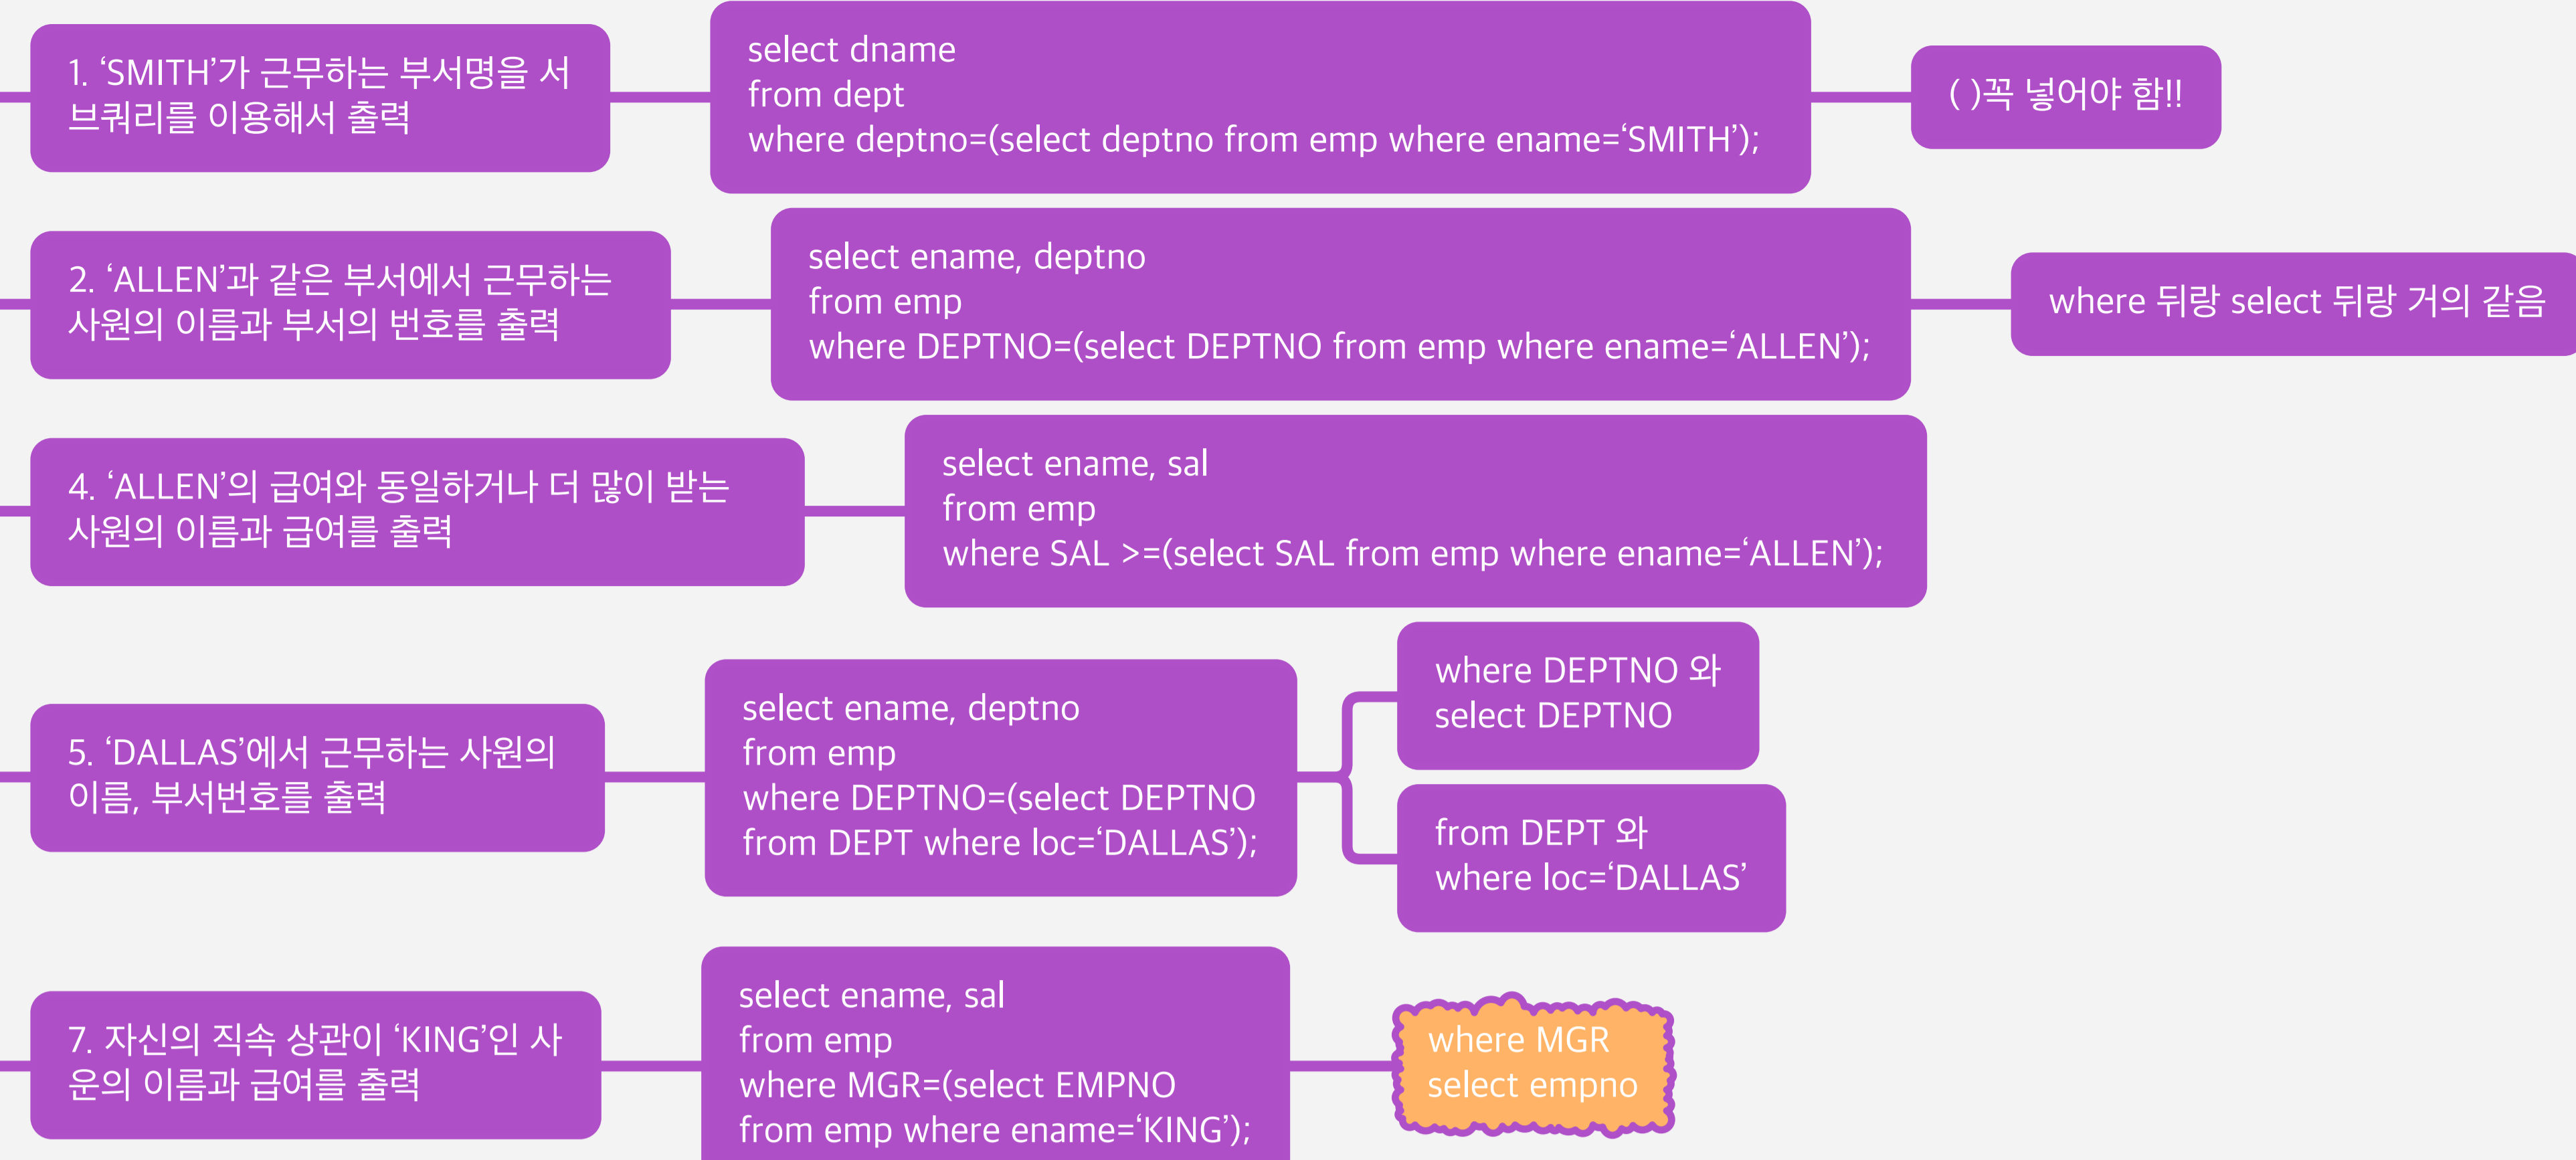 1. ‘SMITH’가 근무하는 부서명을 서
브쿼리를 이용해서 출력
select dname
from dept
where deptno=(select deptno from emp where ename=‘SMITH’);
( )꼭 넣어야 함!!
2. ‘ALLEN’과 같은 부서에서 근무하는
사원의 이름과 부서의 번호를 출력
select ename, deptno
from emp
where DEPTNO=(select DEPTNO from emp where ename=‘ALLEN’);
where 뒤랑 select 뒤랑 거의 같음
4. ‘ALLEN’의 급여와 동일하거나 더 많이 받는
사원의 이름과 급여를 출력
select ename, sal
from emp
where SAL >=(select SAL from emp where ename=‘ALLEN’);
5. ‘DALLAS’에서 근무하는 사원의
이름, 부서번호를 출력
select ename, deptno
from emp
where DEPTNO=(select DEPTNO
from DEPT where loc=‘DALLAS’);
where DEPTNO 와
select DEPTNO
from DEPT 와
where loc=‘DALLAS’
7. 자신의 직속 상관이 ‘KING’인 사
운의 이름과 급여를 출력
select ename, sal
from emp
where MGR=(select EMPNO
from emp where ename=‘KING’);
where MGR
select empno